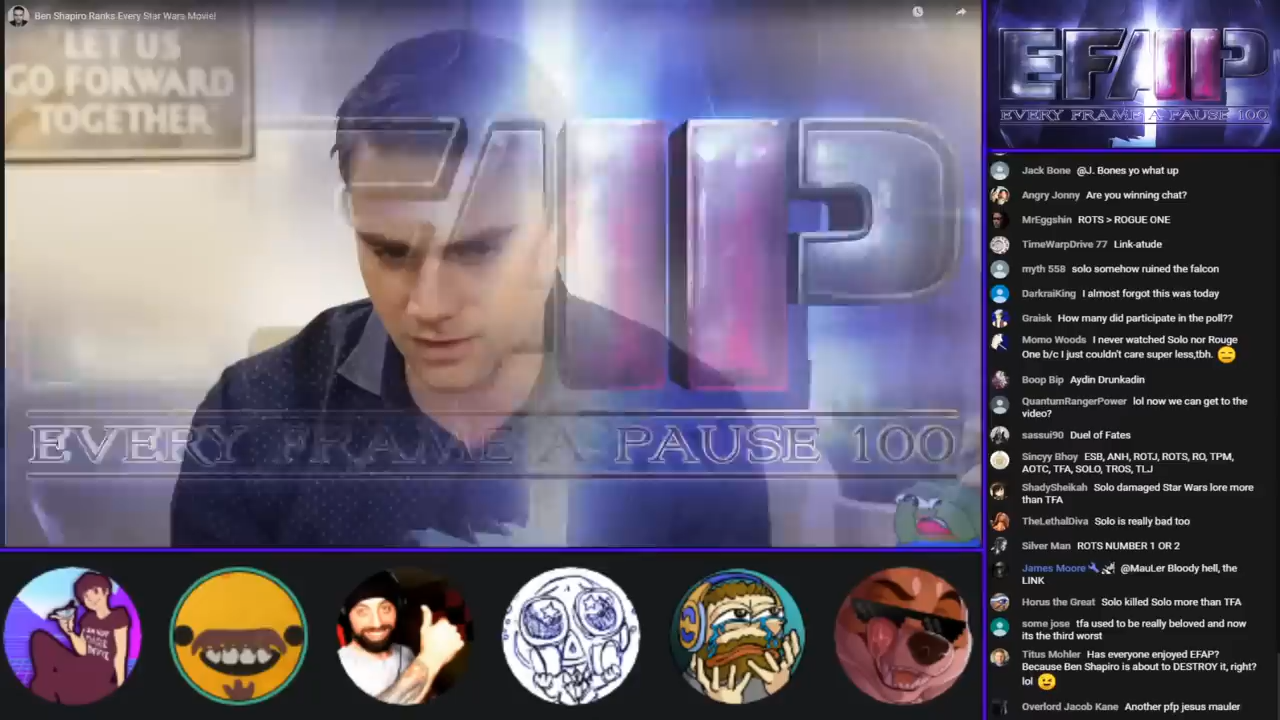 Ben Shapiro Ranks Every Star Wars Movie!
LET US
GO FORWARD
TOGETHER
FAIP
EVERY FRAME A PAUSE 100
EFAIP
EVERY FRAME A PAUSE 100
Jack Bone @J. Bones yo what up
Angry Jonny Are you winning chat?
MrEggshin ROTS > ROGUE ONE
TimeWarpDrive 77 Link-atude
myth 558 solo somehow ruined the falcon
DarkraiKing I almost forgot this was today
Graisk How many did participate in the poll??
Momo Woods I never watched Solo nor Rouge
One b/c I just couldn't care super less,tbh. 😑
Boop Bip Aydin Drunkadin
QuantumRangerPower lol now we can get to the
video?
sassui90 Duel of Fates
Sincyy Bhoy ESB, ANH, ROTJ, ROTS, RO, TPM,
AOTC, TFA, SOLO, TROS, TLJ
ShadySheikah Solo damaged Star Wars lore more
than TFA
TheLethalDiva Solo is really bad too
Silver Man ROTS NUMBER 1 OR 2
James Moore @MauLer Bloody hell, the
LINK
Horus the Great Solo killed Solo more than TFA
some jose tfa used to be really beloved and now
its the third worst
Titus Mohler Has everyone enjoyed EFAP?
Because Ben Shapiro is about to DESTROY it, right?
lol 😉
Overlord Jacob Kane Another pfp jesus mauler